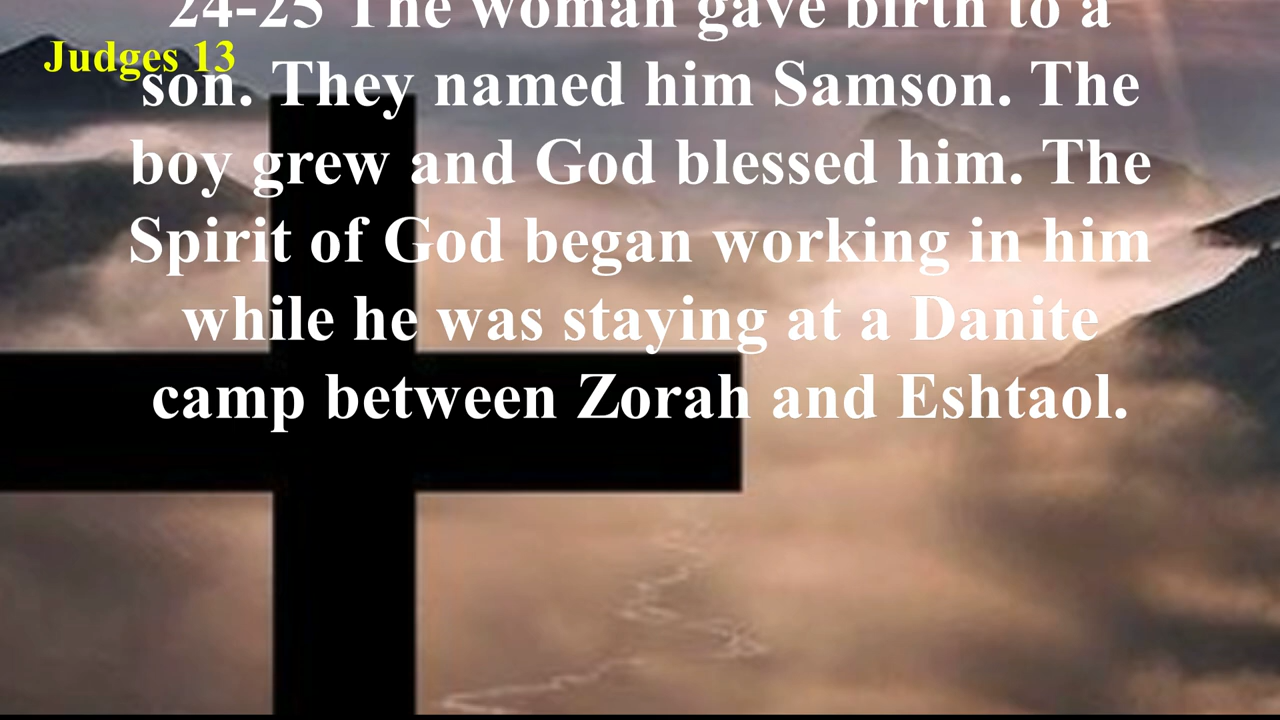 24-25 The woman gave birth to a
Judges 13
son. They named him Samson. The
boy grew and God blessed him. The
Spirit of God began working in him
while he was staying at a Danite
camp between Zorah and Eshtaol.